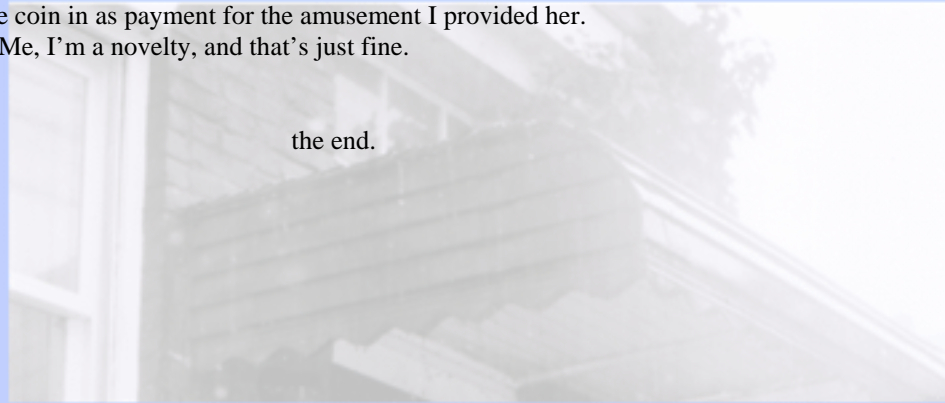 coin in as payment for the amusement I provided her.
Me, I’m a novelty, and that’s just fine.
the end.